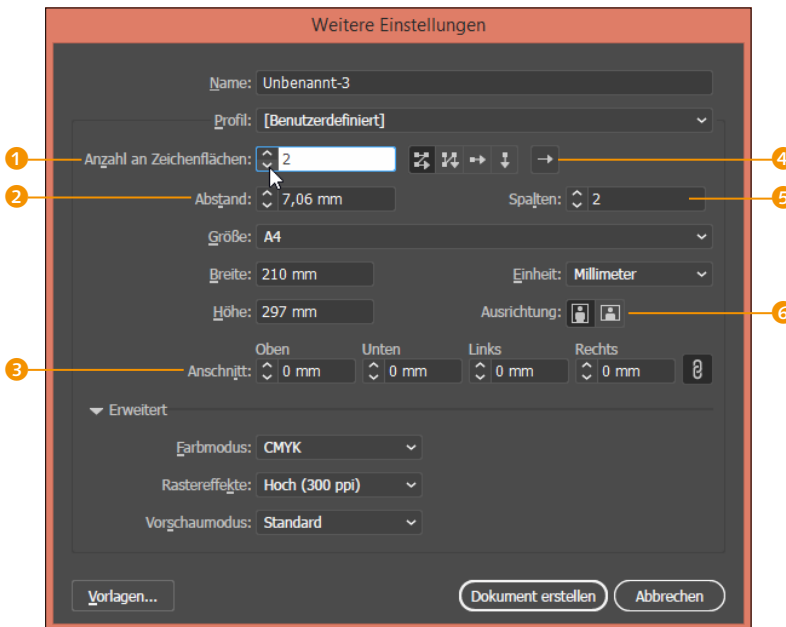 Weitere Einstellungen
Name: Unbenannt-3
Profil: [Benutzerdefiniert]
1 Anzahl an Zeichenflächen: 2 4
2 Abstand: 7,06 mm Spalten: 2 5
Größe: A4
Breite: 210 mm Einheit: Millimeter
Höhe: 297 mm Ausrichtung: 6
Oben Unten Links Rechts
3 Anschnitt: 0 mm 0 mm 0 mm 0 mm
Erweitert
Farbmodus: CMYK
Rastereffekte: Hoch (300 ppi)
Vorschaumodus: Standard
Vorlagen... Dokument erstellen Abbrechen